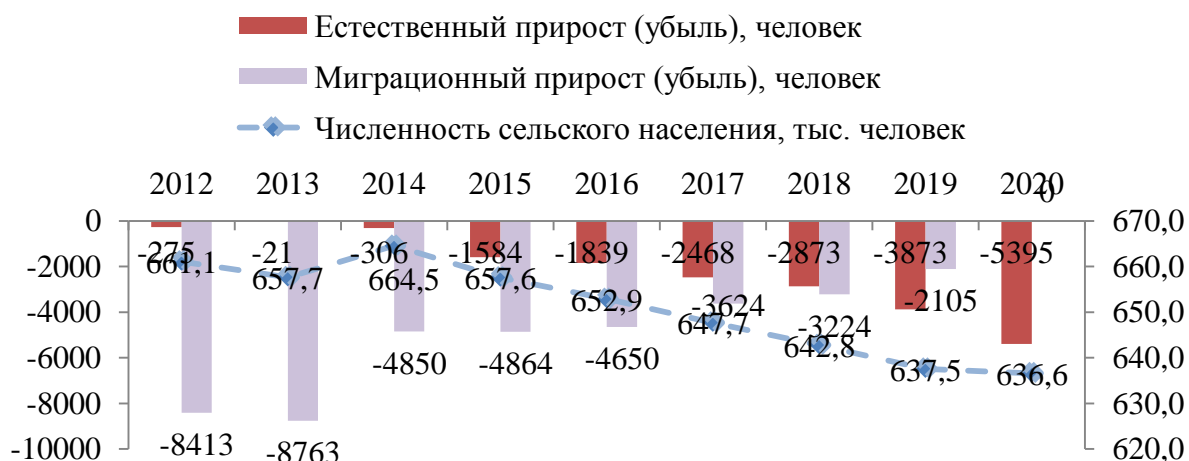 Естественный прирост (убыль), человек
Миграционный прирост (убыль), человек
Численность сельского населения, тыс. человек
2012 2013 2014 2015 2016 2017 2018 2019 2020
0
0 670,0
-275 -21 -306 -1584 -1839 -2468 -2873 -3873 -5395
-2000 661,1 657,7 664,5 657,6 660,0
652,9 -3624 -2105
-4000 647,7 -3224 650,0
642,8
-6000 -4850 -4864 -4650 637,5 636,6 640,0
-8000 630,0
-10000 -8413 -8763 620,0